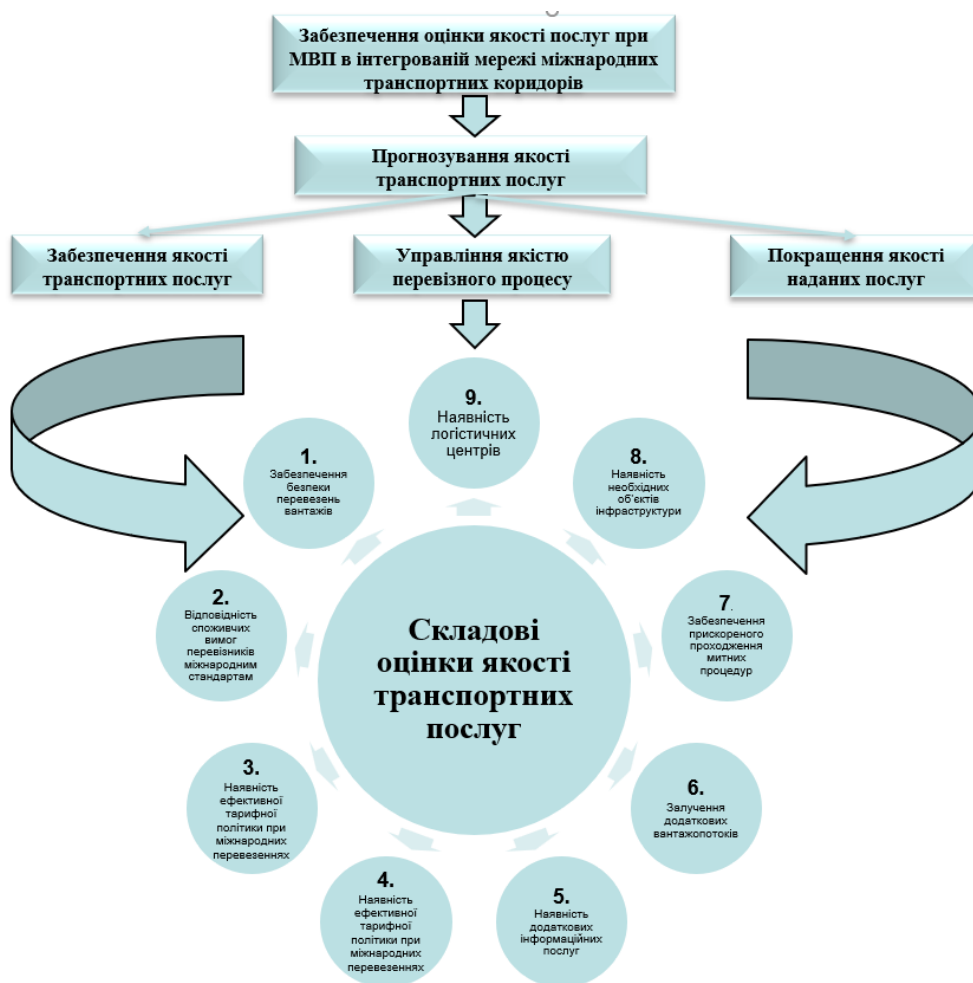 Забезпечення оцінки якості послуг при
МВП в інтегрованій мережі міжнародних
транспортних коридорів
Прогнозування якості
транспортних послуг
Забезпечення якості
транспортних послуг
Управління якістю
перевізного процесу
Покращення якості
наданих послуг
9.
Наявність
логістичних
центрів
1.
Забезпечення
безпеки
перевезень
вантажів
8.
Наявність
необхідних
об'єктів
інфраструктури
2.
Відповідність
споживчих
вимог
перевізників
міжнародним
стандартам
7.
Забезпечення
прискореного
проходження
митних
процедур
Складові
оцінки якості
транспортних
послуг
3.
Наявність
ефективної
тарифної
політики при
міжнародних
перевезеннях
6.
Залучення
додаткових
вантажопотоків
4.
Наявність
ефективної
тарифної
політики при
міжнародних
перевезеннях
5.
Наявність
додаткових
інформаційних
послуг